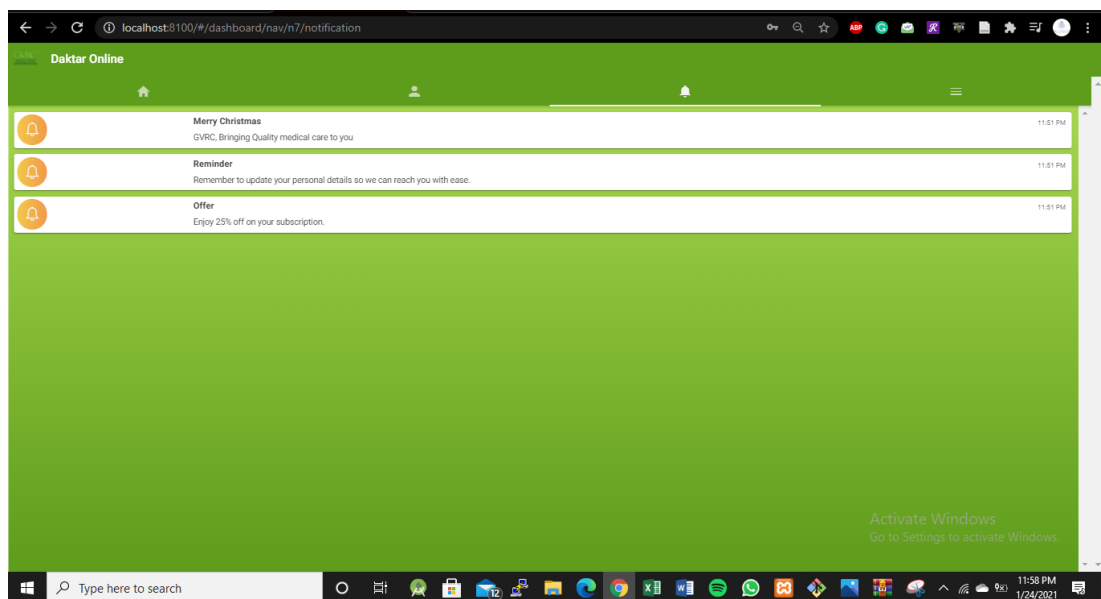 localhost:8100/#/dashboard/nav/n7/notification
ABP
Daktar Online
Merry Christmas
11:51 PM
GVRC, Bringing Quality medical care to you
Reminder
11:51 PM
Remember to update your personal details so we can reach you with ease.
Offer
11:51 PM
Enjoy 25% off on your subscription.
Activate Windows
Go to Settings to activate Windows.
Type here to search
12
11:58 PM
1/24/2021